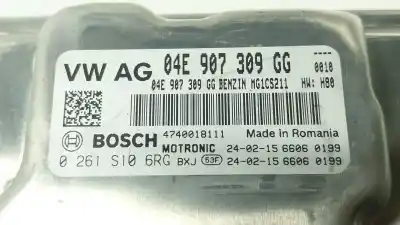 VW AG 04E 907 309 GG ----
04E 907 309 GG BENZIN MG1CS211 0010
HW: H80
BOSCH 4740018111 Made in Romania
MOTRONIC 24-02-15 6606 0199
0 261 S10 6RG BXJ 53F 24-02-15 6606 0199